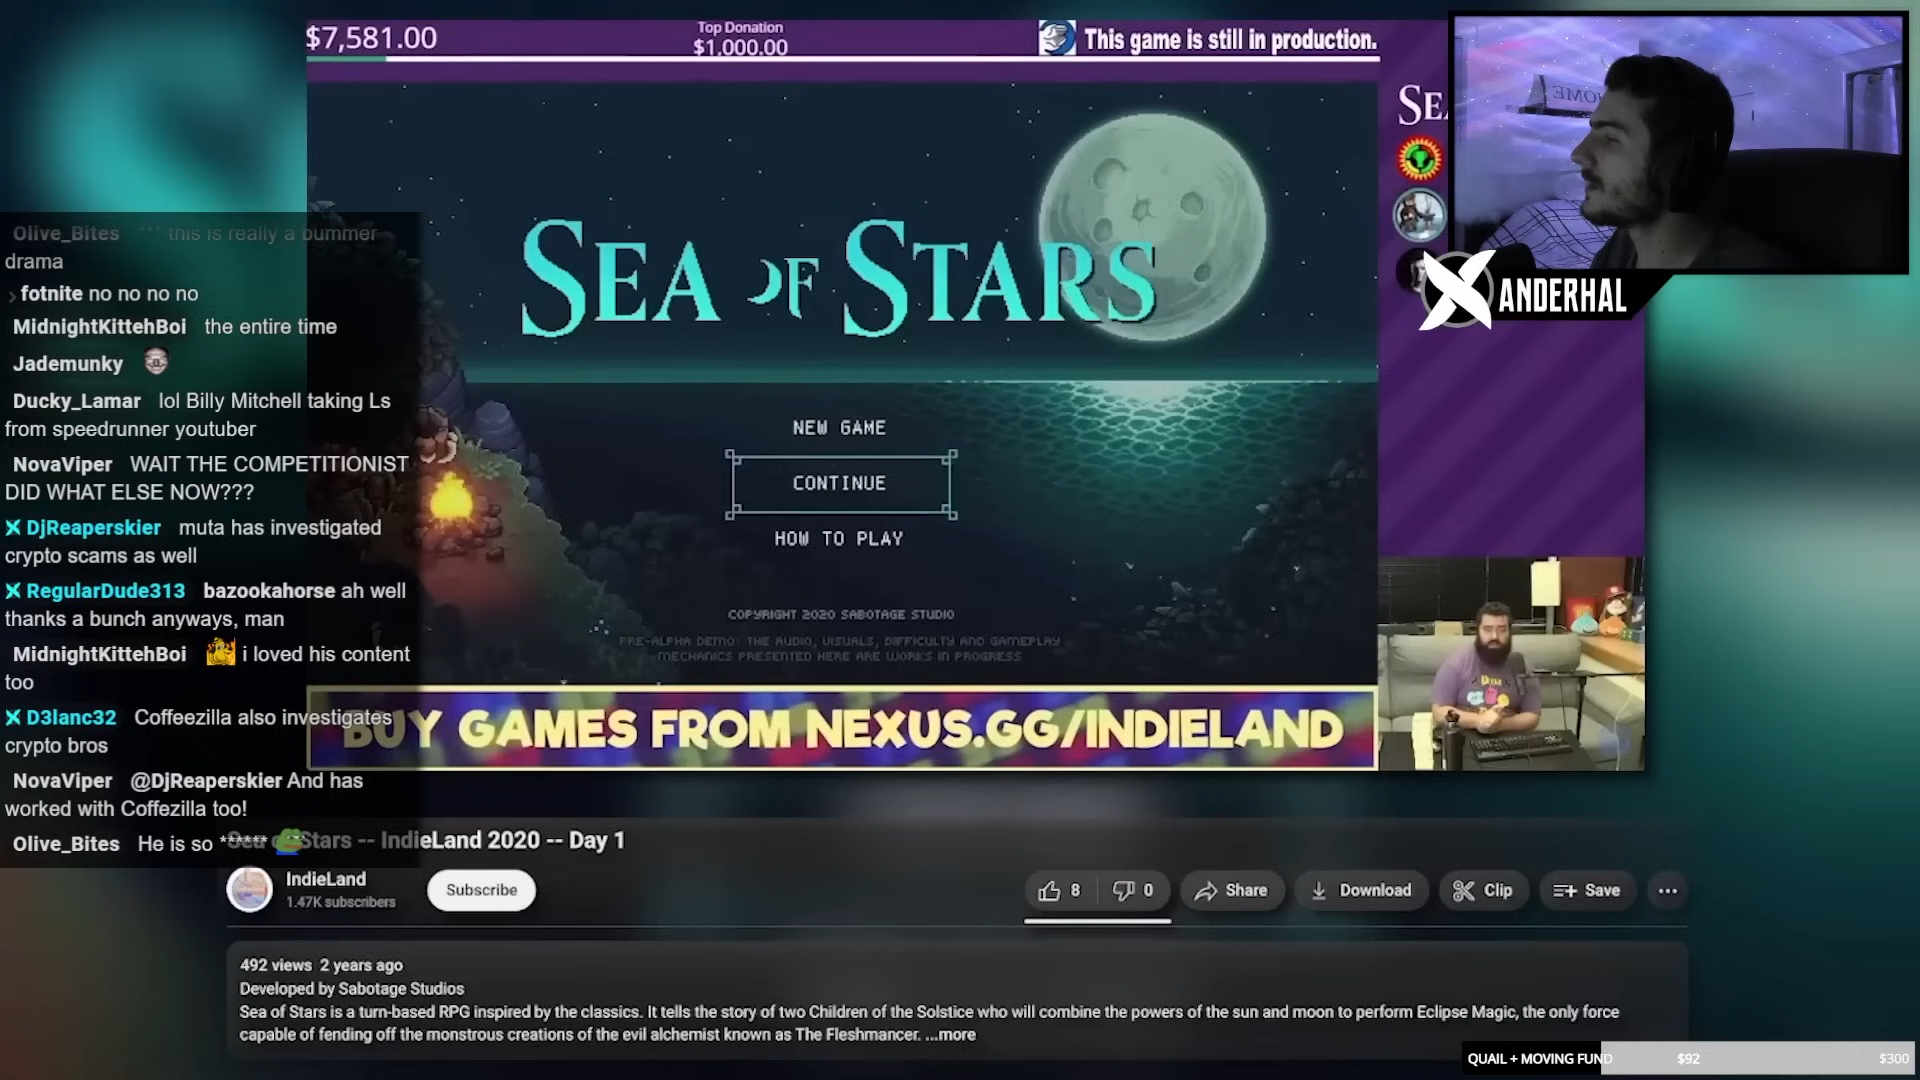 $7,581.00
Top Donation
$1,000.00
This game is still in production.
SEA OF STARS
NEW GAME
CONTINUE
HOW TO PLAY
COPYRIGHT 2020 SABOTAGE STUDIO
PRE-ALPHA DEMO: THE AUDIO, VISUALS, DIFFICULTY AND GAMEPLAY
MECHANICS PRESENTED HERE ARE WORKS IN PROGRESS
BUY GAMES FROM NEXUS.GG/INDIELAND
SEA
HOME
ANDERHAL
Olive_Bites *** this is really a bummer
drama
fotnite no no no no
MidnightKittehBoi the entire time
Jademunky
Ducky_Lamar lol Billy Mitchell taking Ls
from speedrunner youtuber
NovaViper WAIT THE COMPETITIONIST
DID WHAT ELSE NOW???
DjReaperskier muta has investigated
crypto scams as well
RegularDude313 bazookahorse ah well
thanks a bunch anyways, man
MidnightKittehBoi i loved his content
too
D3lanc32 Coffeezilla also investigates
crypto bros
NovaViper @DjReaperskier And has
worked with Coffezilla too!
Olive_Bites He is so ******
Sea of Stars -- IndieLand 2020 -- Day 1
IndieLand
1.47K subscribers
Subscribe
8
0
Share
Download
Clip
Save
492 views 2 years ago
Developed by Sabotage Studios
Sea of Stars is a turn-based RPG inspired by the classics. It tells the story of two Children of the Solstice who will combine the powers of the sun and moon to perform Eclipse Magic, the only force
capable of fending off the monstrous creations of the evil alchemist known as The Fleshmancer. ...more
QUAIL + MOVING FUND $92 $300